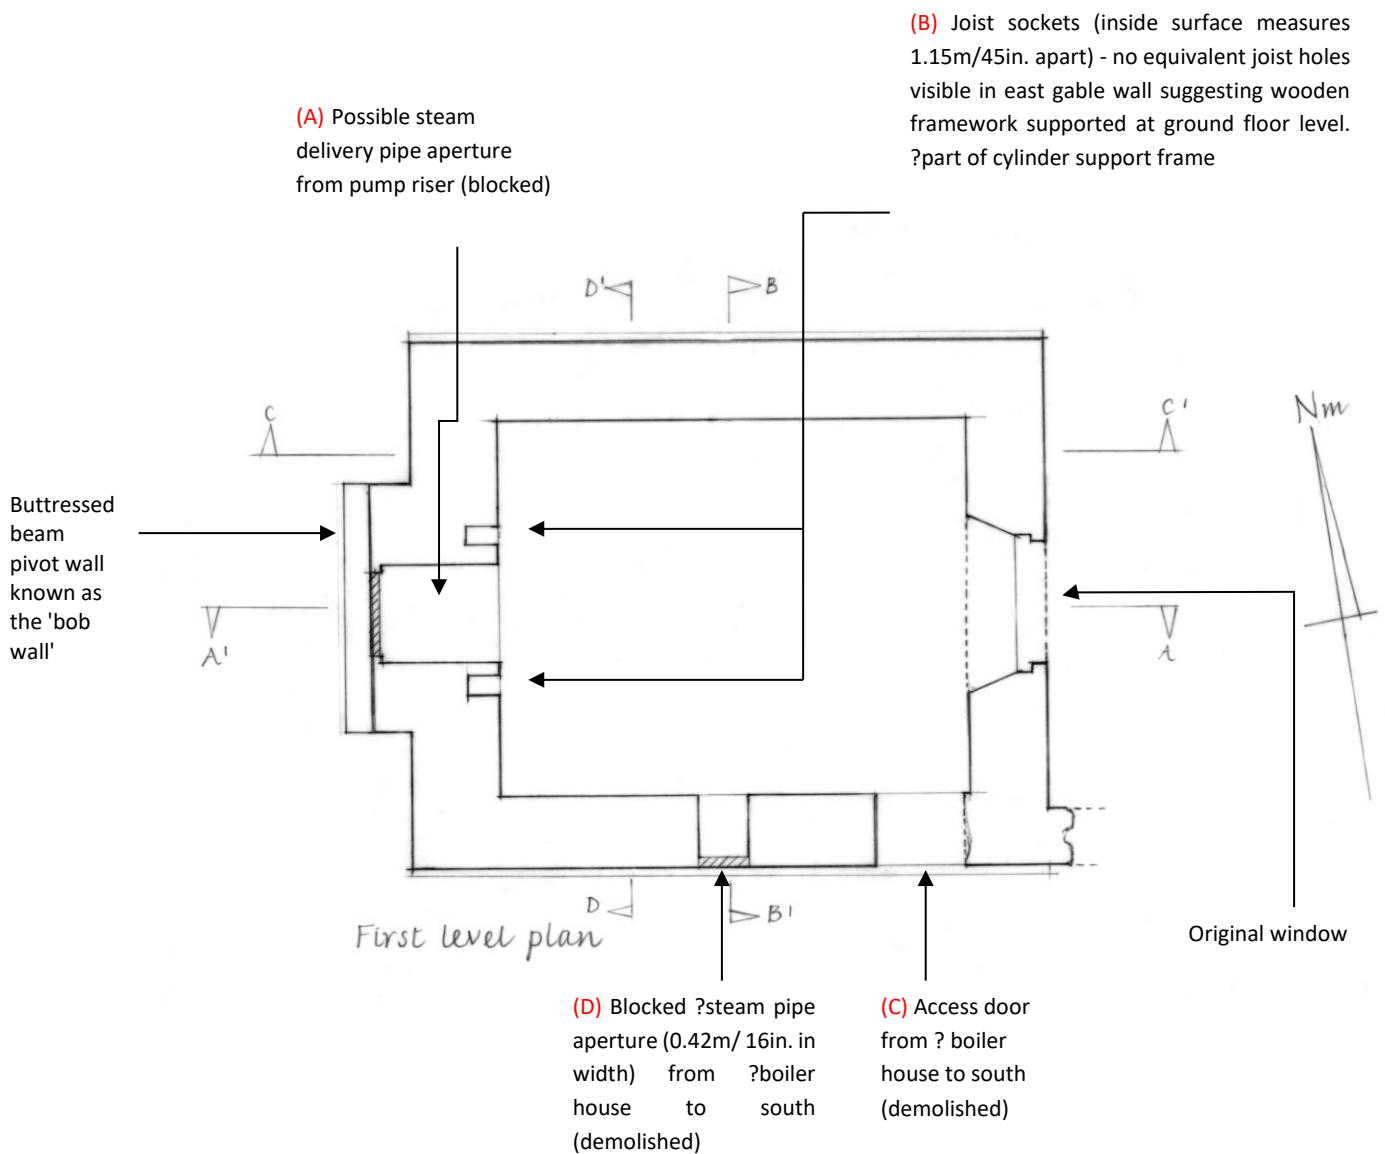 (B) Joist sockets (inside surface measures
1.15m/45in. apart) - no equivalent joist holes
visible in east gable wall suggesting wooden
framework supported at ground floor level.
?part of cylinder support frame
(A) Possible steam
delivery pipe aperture
from pump riser (blocked)
D'
B
C
C'
Nm
Buttressed
beam
pivot wall
known as
the 'bob
wall'
A'
A
D
B'
First level plan
Original window
(D) Blocked ?steam pipe
aperture (0.42m/ 16in. in
width) from ?boiler
house to south
(demolished)
(C) Access door
from ? boiler
house to south
(demolished)